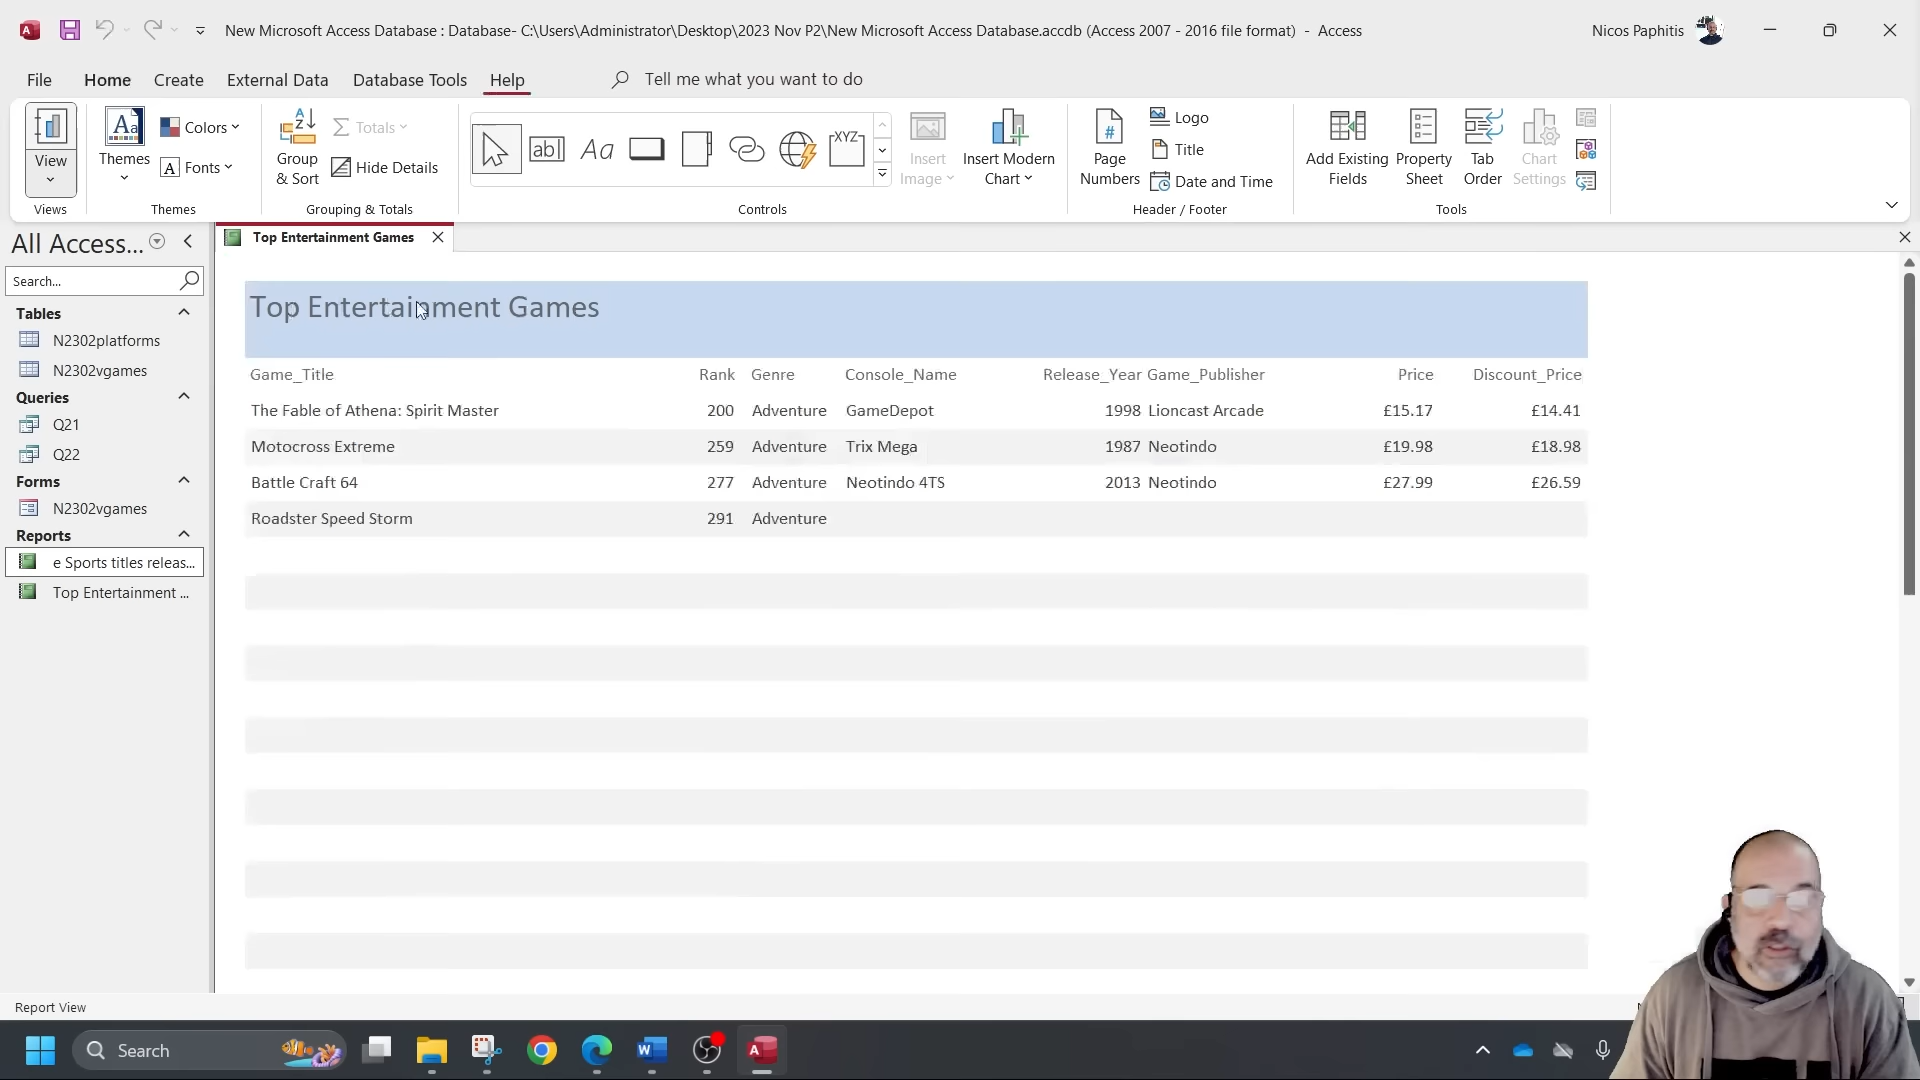 New Microsoft Access Database : Database- C:\Users\Administrator\Desktop\2023 Nov P2\New Microsoft Access Database.accdb (Access 2007 - 2016 file format) - Access
Nicos Paphitis
File Home Create External Data Database Tools Help Tell me what you want to do
View
Views
Aa
Themes
Colors
A Fonts
Themes
A
Z
Group
& Sort
Σ Totals
Hide Details
Grouping & Totals
ab|
Aa
XYZ
Controls
Insert
Image
Insert Modern
Chart
#
Page
Numbers
Logo
Title
Date and Time
Header / Footer
Add Existing
Fields
Property
Sheet
Tab
Order
Chart
Settings
Tools
All Access...
Search...
Tables
N2302platforms
N2302vgames
Queries
Q21
Q22
Forms
N2302vgames
Reports
e Sports titles releas...
Top Entertainment ...
Top Entertainment Games
Top Entertainment Games
Game_Title Rank Genre Console_Name Release_Year Game_Publisher Price Discount_Price
The Fable of Athena: Spirit Master 200 Adventure GameDepot 1998 Lioncast Arcade £15.17 £14.41
Motocross Extreme 259 Adventure Trix Mega 1987 Neotindo £19.98 £18.98
Battle Craft 64 277 Adventure Neotindo 4TS 2013 Neotindo £27.99 £26.59
Roadster Speed Storm 291 Adventure
Report View
Search